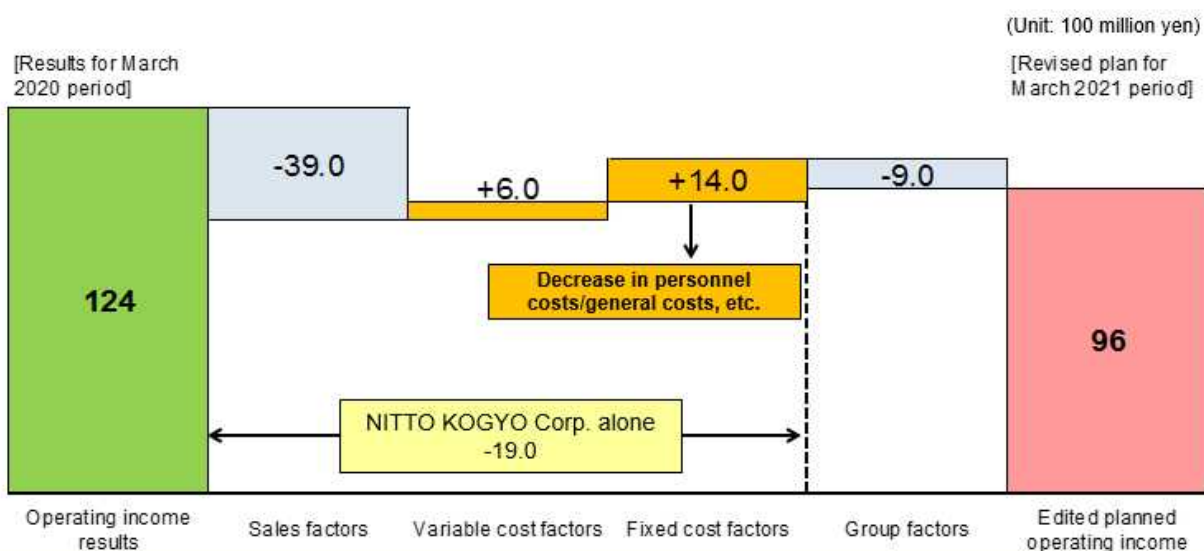 (Unit: 100 million yen)
[Results for March
2020 period]
[Revised plan for
March 2021 period]
-39.0
+6.0
+14.0
-9.0
Decrease in personnel
costs/general costs, etc.
124
96
NITTO KOGYO Corp. alone
-19.0
Operating income
results
Sales factors
Variable cost factors
Fixed cost factors
Group factors
Edited planned
operating income